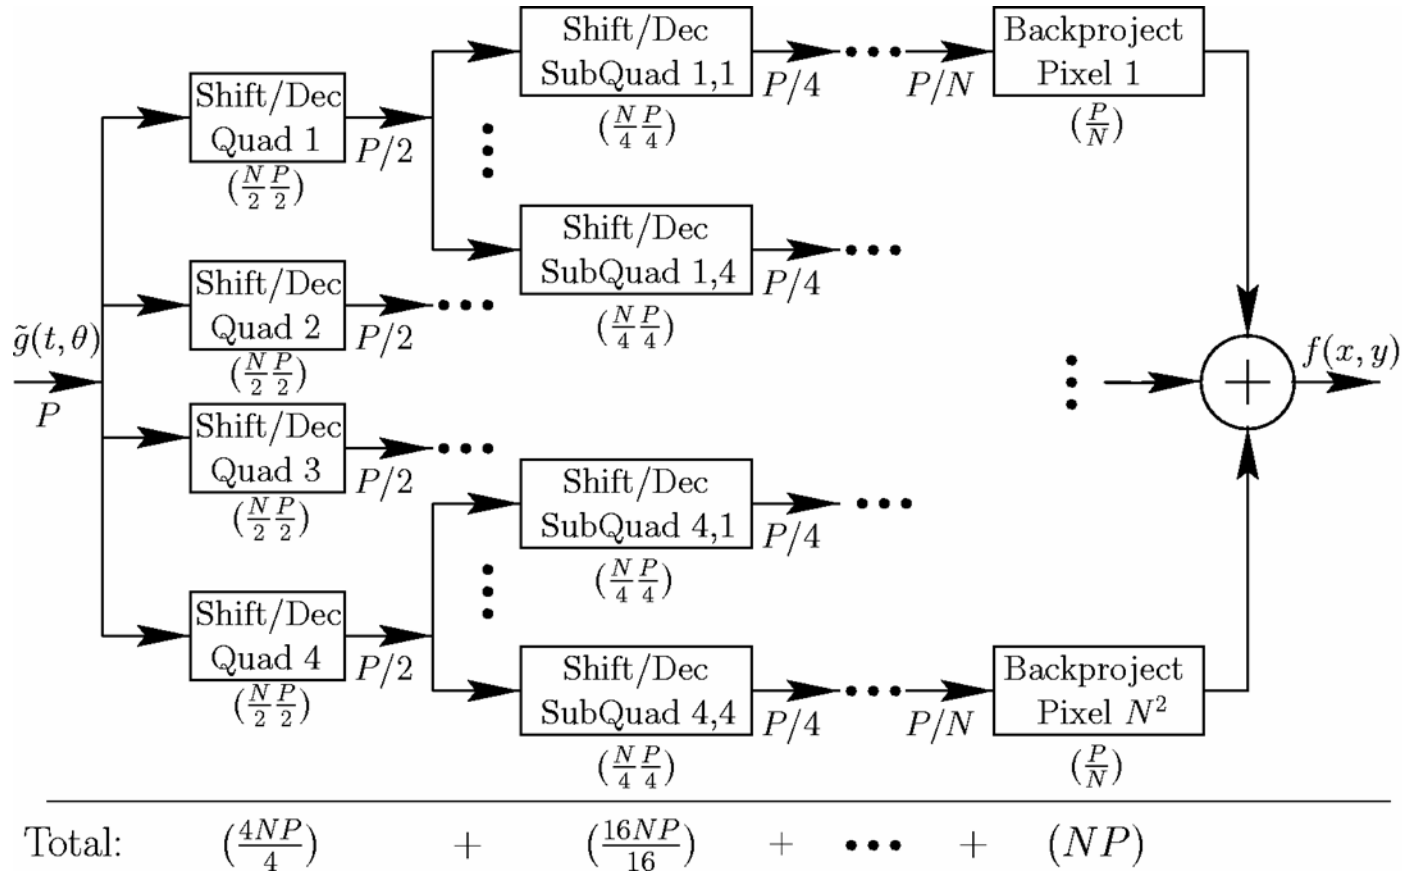 g̃(t, θ)
P
Shift/Dec
Quad 1
(N/2 P/2)
P/2
Shift/Dec
Quad 2
(N/2 P/2)
P/2
Shift/Dec
Quad 3
(N/2 P/2)
P/2
Shift/Dec
Quad 4
(N/2 P/2)
P/2
Shift/Dec
SubQuad 1,1
(N/4 P/4)
P/4
Shift/Dec
SubQuad 1,4
(N/4 P/4)
P/4
Shift/Dec
SubQuad 4,1
(N/4 P/4)
P/4
Shift/Dec
SubQuad 4,4
(N/4 P/4)
P/4
P/N
Backproject
Pixel 1
(P/N)
P/N
Backproject
Pixel N²
(P/N)
+
f(x, y)
Total: (4NP/4) + (16NP/16) + ••• + (NP)